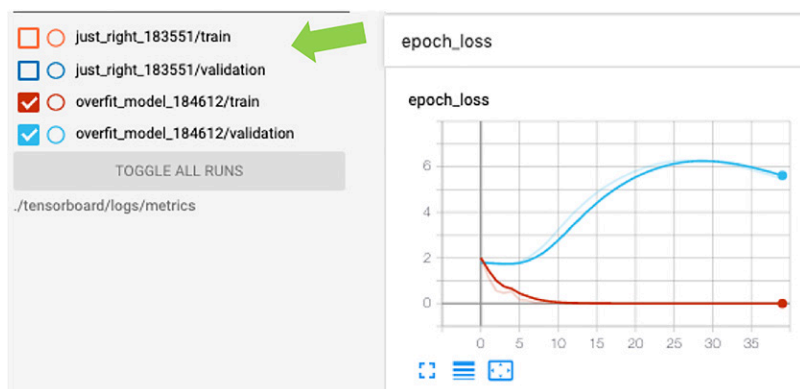 just_right_183551/train
just_right_183551/validation
overfit_model_184612/train
overfit_model_184612/validation
TOGGLE ALL RUNS
./tensorboard/logs/metrics
epoch_loss
epoch_loss
6
4
2
0
0 5 10 15 20 25 30 35